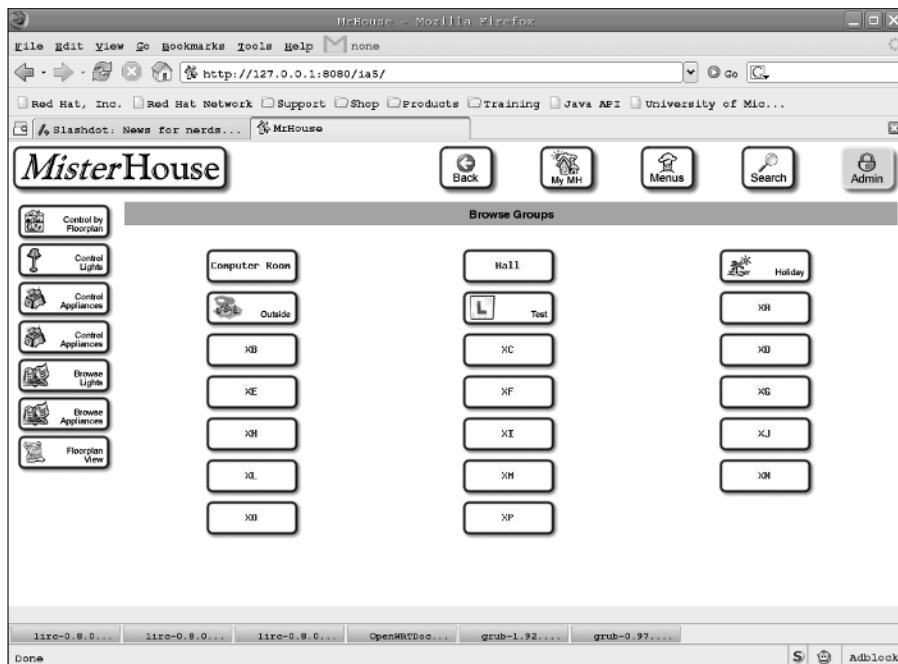 MrHouse - Mozilla Firefox
File Edit View Go Bookmarks Tools Help none
http://127.0.0.1:8080/ia5/ Go
Red Hat, Inc. Red Hat Network Support Shop Products Training Java API University of Mic...
Slashdot: News for nerds... MrHouse
MisterHouse Back My MH Menus Search Admin
Browse Groups
Control by
Floorplan
Control
Lights
Control
Appliances
Control
Appliances
Browse
Lights
Browse
Appliances
Floorplan
View
Computer Room Hall Holiday
Outside Test XA
XB XC XD
XE XF XG
XH XI XJ
XL XM XN
XO XP
lirc-0.8.0... lirc-0.8.0... lirc-0.8.0... OpenWRTDoc... grub-1.92.... grub-0.97....
Done S Adblock